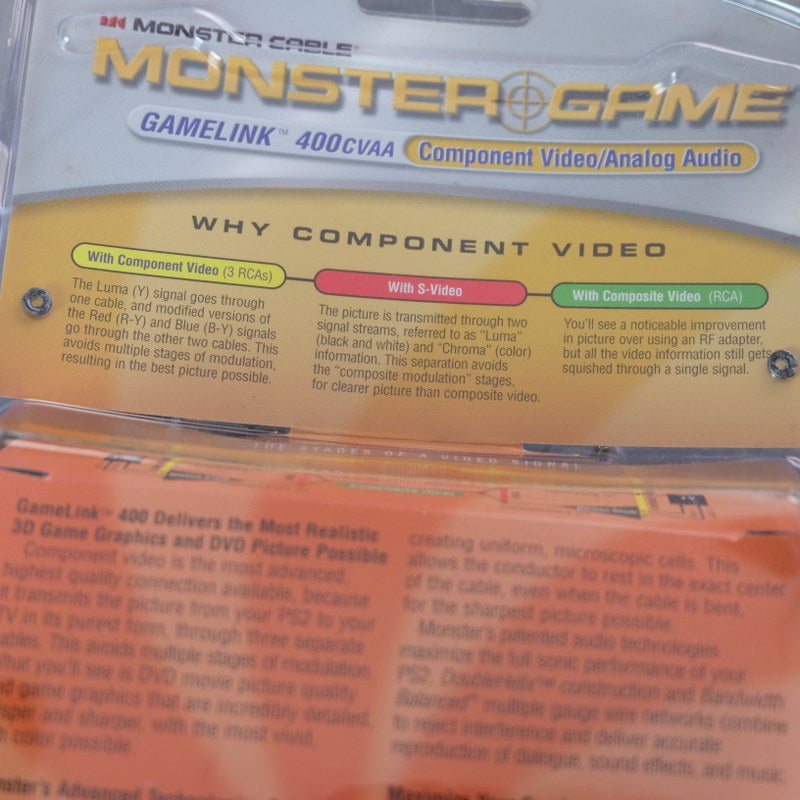 MONSTER CABLE®
MONSTER GAME
GAMELINK™ 400CVAA Component Video/Analog Audio
WHY COMPONENT VIDEO
With Component Video (3 RCAs)
The Luma (Y) signal goes through
one cable, and modified versions of
the Red (R-Y) and Blue (B-Y) signals
go through the other two cables. This
avoids multiple stages of modulation,
resulting in the best picture possible.
With S-Video
The picture is transmitted through two
signal streams, referred to as “Luma”
(black and white) and “Chroma” (color)
information. This separation avoids
the “composite modulation” stages,
for clearer picture than composite video.
With Composite Video (RCA)
You'll see a noticeable improvement
in picture over using an RF adapter,
but all the video information still gets
squished through a single signal.
THE STAGES OF A VIDEO SIGNAL
GameLink™ 400 Delivers the Most Realistic
3D Game Graphics and DVD Picture Possible
Component video is the most advanced,
highest quality connection available, because
it transmits the picture from your PS2 to your
TV in its purest form, through three separate
cables. This avoids multiple stages of modulation.
What you'll see is DVD movie picture quality
and game graphics that are incredibly detailed,
and sharper, with the most vivid,
color possible.
creating uniform, microscopic cells. This
allows the conductor to rest in the exact center
of the cable, even when the cable is bent,
for the sharpest picture possible.
Monster's patented audio technologies
maximize the full sonic performance of your
PS2. DoubleHelix™ construction and Bandwidth
Balanced™ multiple gauge wire networks combine
to reject interference and deliver accurate
reproduction of dialogue, sound effects, and music.